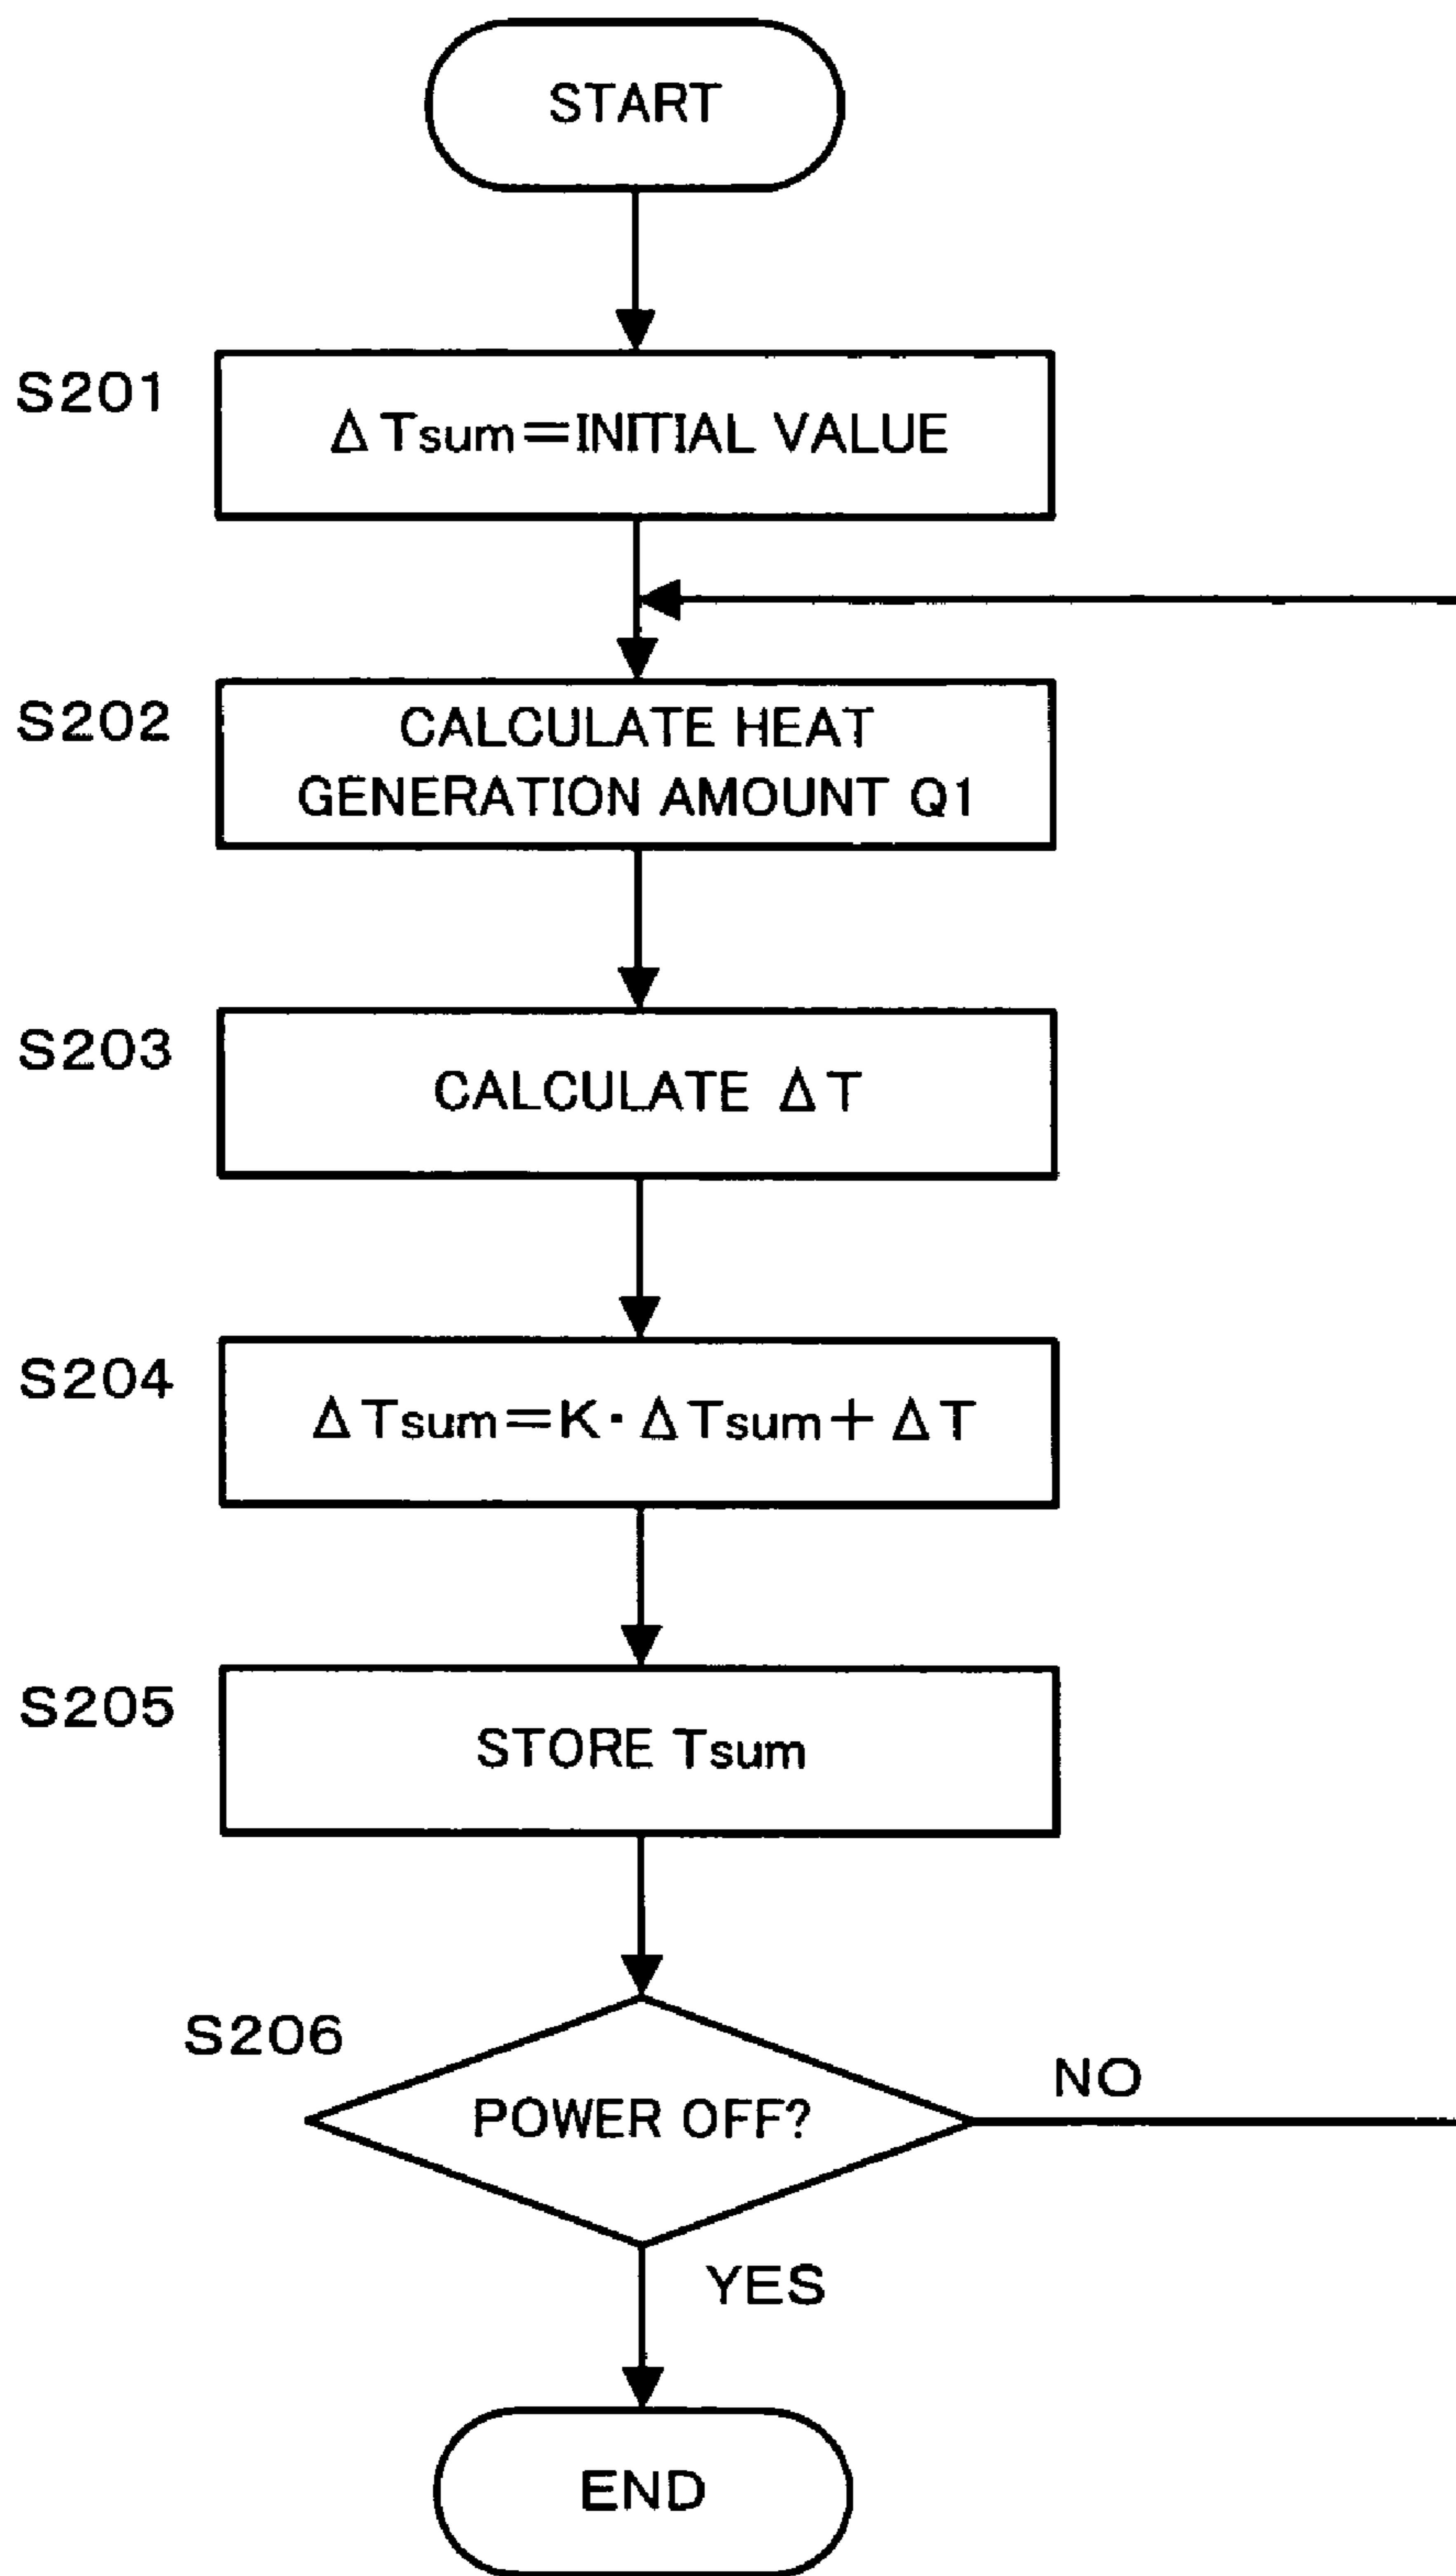 START
S201
ΔTsum=INITIAL VALUE
S202
CALCULATE HEAT
GENERATION AMOUNT Q1
S203
CALCULATE ΔT
S204
ΔTsum=K·ΔTsum+ΔT
S205
STORE Tsum
S206
POWER OFF?
NO
YES
END